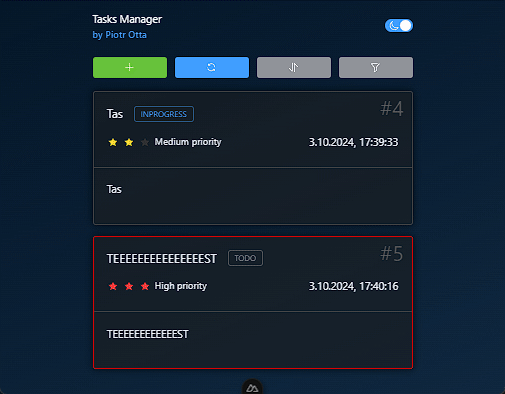 Tasks Manager
by Piotr Otta
#4
Tas INPROGRESS
Medium priority 3.10.2024, 17:39:33
Tas
#5
TEEEEEEEEEEEEEEEST TODO
High priority 3.10.2024, 17:40:16
TEEEEEEEEEEEEST